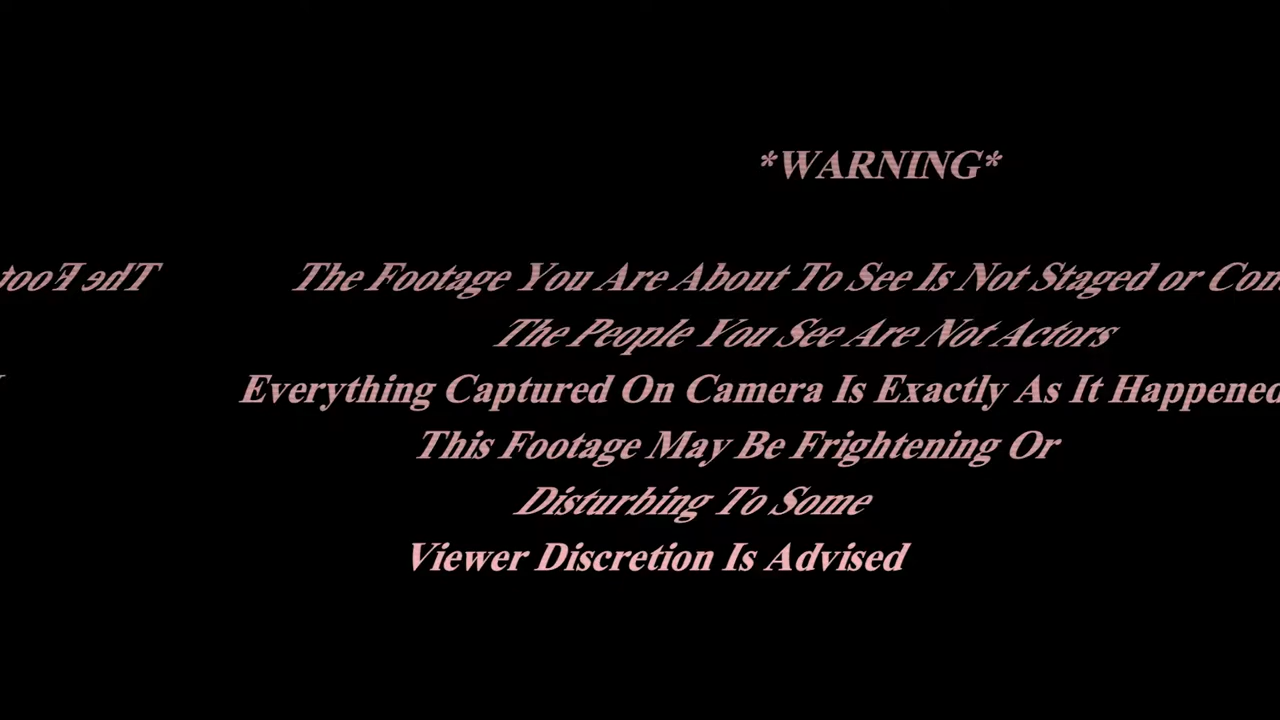 *WARNING*
The Footage You Are About To See Is Not Staged or
The People You See Are Not Actors
Everything Captured On Camera Is Exactly As It Happened
This Footage May Be Frightening Or
Disturbing To Some
Viewer Discretion Is Advised